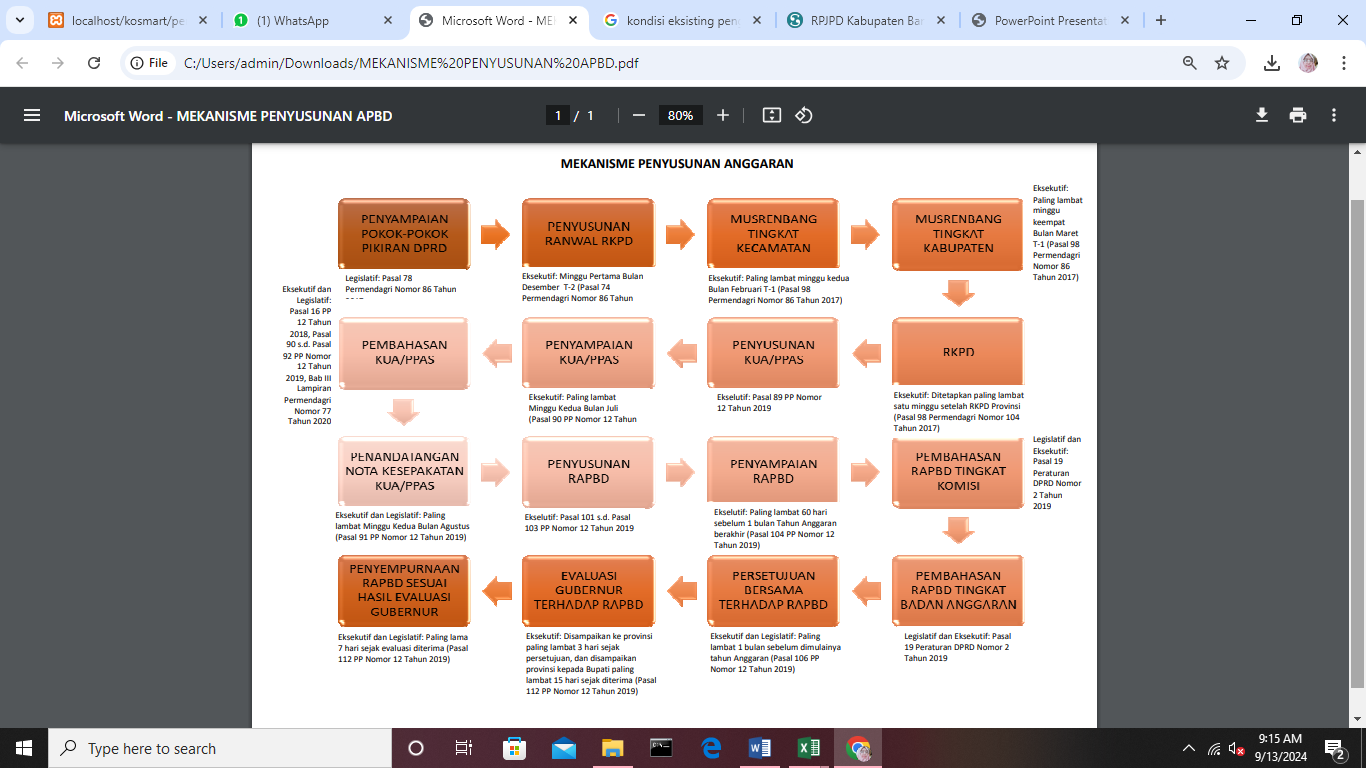 localhost/kosmart/pe
(1) WhatsApp
Microsoft Word - ME
kondisi eksisting pen
RPJPD Kabupaten Ban
PowerPoint Presentat
File
C:/Users/admin/Downloads/MEKANISME%20PENYUSUNAN%20APBD.pdf
Microsoft Word - MEKANISME PENYUSUNAN APBD
1 / 1
80%
MEKANISME PENYUSUNAN ANGGARAN
PENYAMPAIAN
POKOK-POKOK
PIKIRAN DPRD
Legislatif: Pasal 78
Permendagri Nomor 86 Tahun
PENYUSUNAN
RANWAL RKPD
Eksekutif: Minggu Pertama Bulan
Desember T-2 (Pasal 74
Permendagri Nomor 86 Tahun
MUSRENBANG
TINGKAT
KECAMATAN
Eksekutif: Paling lambat minggu kedua
Bulan Februari T-1 (Pasal 98
Permendagri Nomor 86 Tahun 2017)
MUSRENBANG
TINGKAT
KABUPATEN
Eksekutif:
Paling lambat
minggu
keempat
Bulan Maret
T-1 (Pasal 98
Permendagri
Nomor 86
Tahun 2017)
RKPD
Eksekutif: Ditetapkan paling lambat
satu minggu setelah RKPD Provinsi
(Pasal 98 Permendagri Nomor 104
Tahun 2017)
PENYUSUNAN
KUA/PPAS
Ekselutif: Pasal 89 PP Nomor
12 Tahun 2019
PENYAMPAIAN
KUA/PPAS
Eksekutif: Paling lambat
Minggu Kedua Bulan Juli
(Pasal 90 PP Nomor 12 Tahun
PEMBAHASAN
KUA/PPAS
Eksekutif dan
Legislatif:
Pasal 16 PP
12 Tahun
2018, Pasal
90 s.d. Pasal
92 PP Nomor
12 Tahun
2019, Bab III
Lampiran
Permendagri
Nomor 77
Tahun 2020
PENANDATANGAN
NOTA KESEPAKATAN
KUA/PPAS
Eksekutif dan Legislatif: Paling
lambat Minggu Kedua Bulan Agustus
(Pasal 91 PP Nomor 12 Tahun 2019)
PENYUSUNAN
RAPBD
Ekselutif: Pasal 101 s.d. Pasal
103 PP Nomor 12 Tahun 2019
PENYAMPAIAN
RAPBD
Ekselutif: Paling lambat 60 hari
sebelum 1 bulan Tahun Anggaran
berakhir (Pasal 104 PP Nomor 12
Tahun 2019)
PEMBAHASAN
RAPBD TINGKAT
KOMISI
Legislatif dan
Eksekutif:
Pasal 19
Peraturan
DPRD Nomor
2 Tahun
2019
PEMBAHASAN
RAPBD TINGKAT
BADAN ANGGARAN
Legislatif dan Eksekutif: Pasal
19 Peraturan DPRD Nomor 2
Tahun 2019
PERSETUJUAN
BERSAMA
TERHADAP RAPBD
Eksekutif dan Legislatif: Paling
lambat 1 bulan sebelum dimulainya
tahun Anggaran (Pasal 106 PP
Nomor 12 Tahun 2019)
EVALUASI
GUBERNUR
TERHADAP RAPBD
Eksekutif: Disampaikan ke provinsi
paling lambat 3 hari sejak
persetujuan, dan disampaikan
provinsi kepada Bupati paling
lambat 15 hari sejak diterima (Pasal
112 PP Nomor 12 Tahun 2019)
PENYEMPURNAAN
RAPBD SESUAI
HASIL EVALUASI
GUBERNUR
Eksekutif dan Legislatif: Paling lama
7 hari sejak evaluasi diterima (Pasal
112 PP Nomor 12 Tahun 2019)
Type here to search
9:15 AM
9/13/2024
2